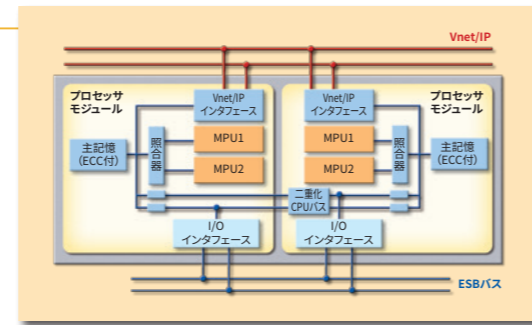 Vnet/IP
プロセッサ
モジュール
Vnet/IP
インタフェース
MPU1
MPU2
照合器
主記憶
(ECC付)
I/O
インタフェース
二重化
CPUバス
Vnet/IP
インタフェース
プロセッサ
モジュール
MPU1
MPU2
照合器
主記憶
(ECC付)
I/O
インタフェース
ESBバス